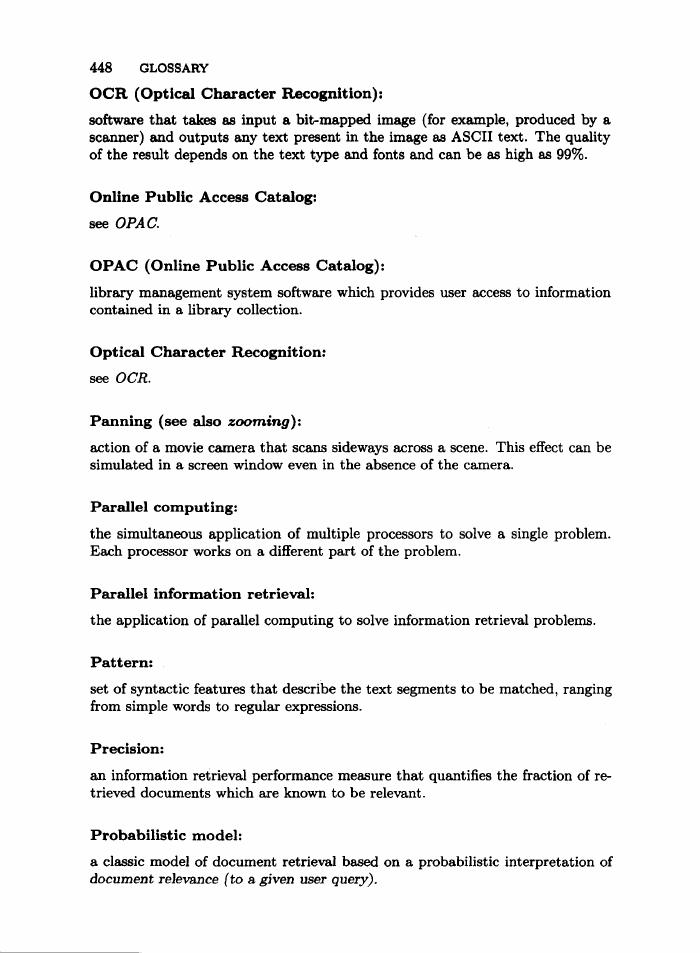 448 GLOSSARY
OCR (Optical Character Recognition):
software that takes as input a bit-mapped image (for example, produced by a
scanner) and outputs any text present in the image as ASCII text. The quality
of the result depends on the text type and fonts and can be as high as 99%.
Online Public Access Catalog:
see OPAC.
OPAC (Online Public Access Catalog):
library management system software which provides user access to information
contained in a library collection.
Optical Character Recognition:
see OCR.
Panning (see also zooming):
action of a movie camera that scans sideways across a scene. This effect can be
simulated in a screen window even in the absence of the camera.
Parallel computing:
the simultaneous application of multiple processors to solve a single problem.
Each processor works on a different part of the problem.
Parallel information retrieval:
the application of parallel computing to solve information retrieval problems.
Pattern:
set of syntactic features that describe the text segments to be matched, ranging
from simple words to regular expressions.
Precision:
an information retrieval performance measure that quantifies the fraction of re-
trieved documents which are known to be relevant.
Probabilistic model:
a classic model of document retrieval based on a probabilistic interpretation of
document relevance (to a given user query).